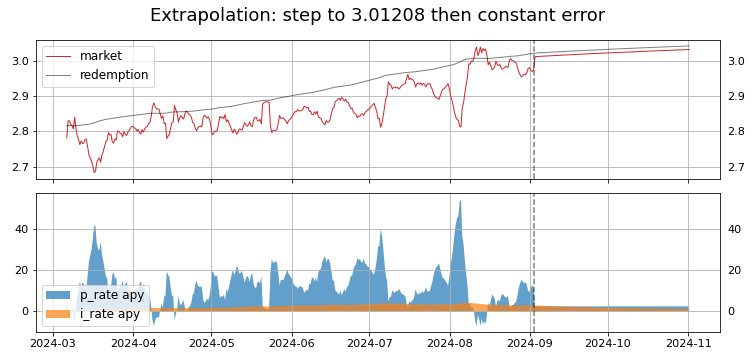 Extrapolation: step to 3.01208 then constant error
market
redemption
3.0 3.0
2.9 2.9
2.8 2.8
2.7 2.7
40 40
20 20
p_rate apy
0 0
i_rate apy
2024-03 2024-04 2024-05 2024-06 2024-07 2024-08 2024-09 2024-10 2024-11